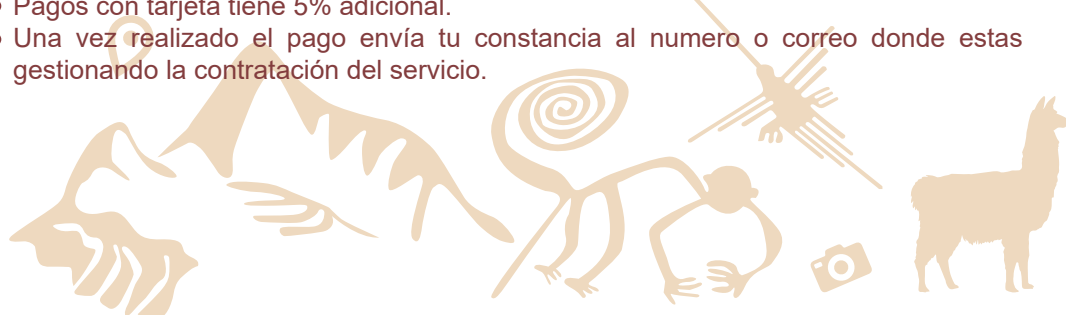 • Pagos con tarjeta tiene 5% adicional.
• Una vez realizado el pago envía tu constancia al numero o correo donde estas
gestionando la contratación del servicio.